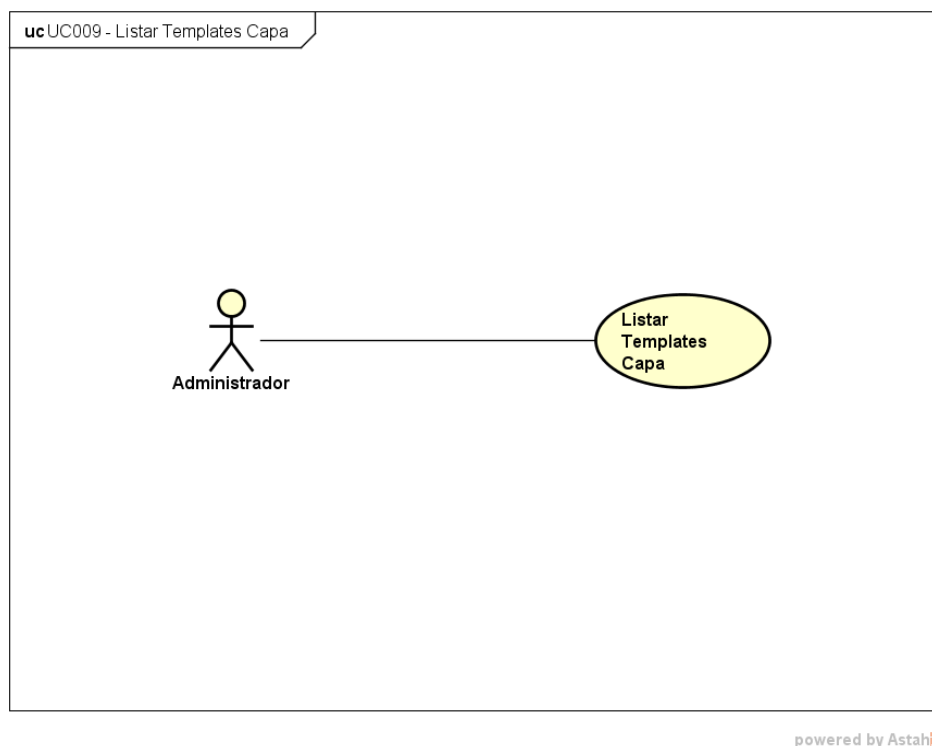 uc UC009 - Listar Templates Capa
Administrador
Listar
Templates
Capa
powered by Astah